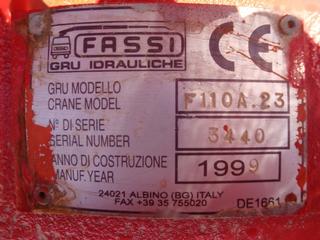 FASSI
GRU IDRAULICHE
CE
GRU MODELLO
CRANE MODEL
F110A.23
N° DI SERIE
SERIAL NUMBER
3440
ANNO DI COSTRUZIONE
MANUF. YEAR
1999
24021 ALBINO (BG) ITALY
FAX +39 35 755020
DE1661